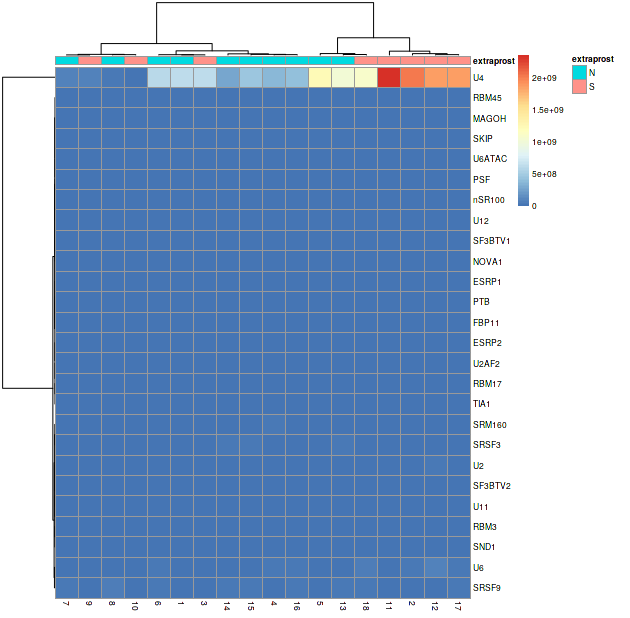 extraprost
extraprost
N
S
2e+09
1.5e+09
1e+09
5e+08
0
U4
RBM45
MAGOH
SKIP
U6ATAC
PSF
nSR100
U12
SF3BTV1
NOVA1
ESRP1
PTB
FBP11
ESRP2
U2AF2
RBM17
TIA1
SRM160
SRSF3
U2
SF3BTV2
U11
RBM3
SND1
U6
SRSF9
7 9 8 10 6 1 3 14 15 4 16 5 13 18 11 2 12 17